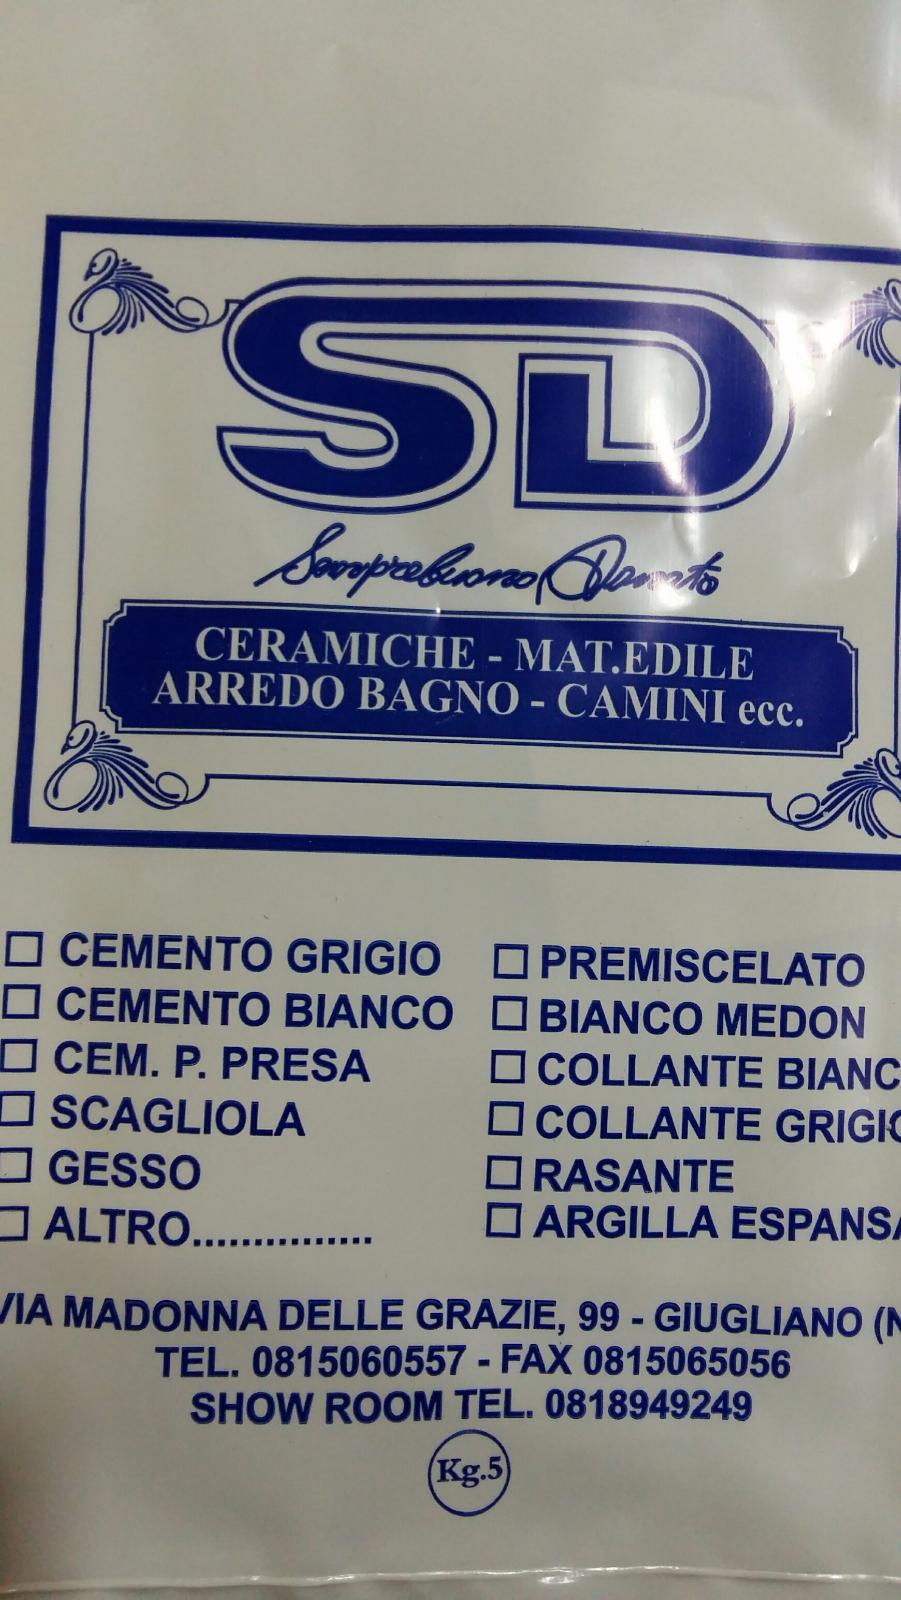 SD
Semprebuono Donato
CERAMICHE - MAT.EDILE
ARREDO BAGNO - CAMINI ecc.
CEMENTO GRIGIO
CEMENTO BIANCO
CEM. P. PRESA
SCAGLIOLA
GESSO
ALTRO...............
PREMISCELATO
BIANCO MEDON
COLLANTE BIANC
COLLANTE GRIGIO
RASANTE
ARGILLA ESPANSA
VIA MADONNA DELLE GRAZIE, 99 - GIUGLIANO (N
TEL. 0815060557 - FAX 0815065056
SHOW ROOM TEL. 0818949249
Kg.5